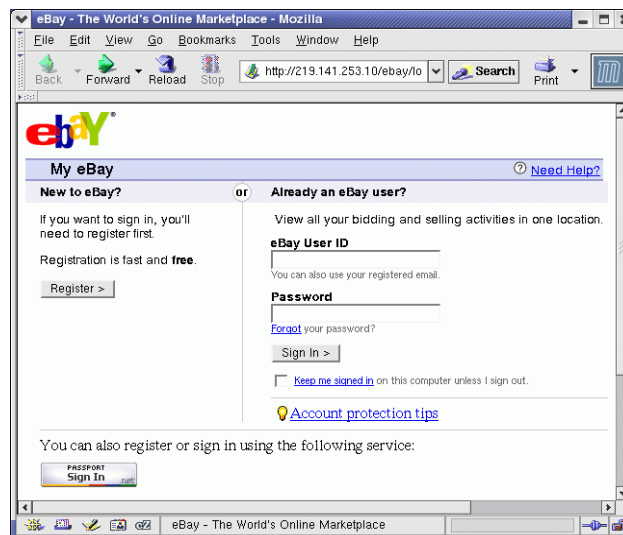 eBay - The World's Online Marketplace - Mozilla
File Edit View Go Bookmarks Tools Window Help
Back Forward Reload Stop http://219.141.253.10/ebay/lo Search Print
ebaY
My eBay Need Help?
New to eBay? or Already an eBay user?
If you want to sign in, you'll
need to register first.
Registration is fast and free.
Register >
View all your bidding and selling activities in one location.
eBay User ID
You can also use your registered email.
Password
Forgot your password?
Sign In >
Keep me signed in on this computer unless I sign out.
Account protection tips
You can also register or sign in using the following service:
PASSPORT
Sign In .net
eBay - The World's Online Marketplace